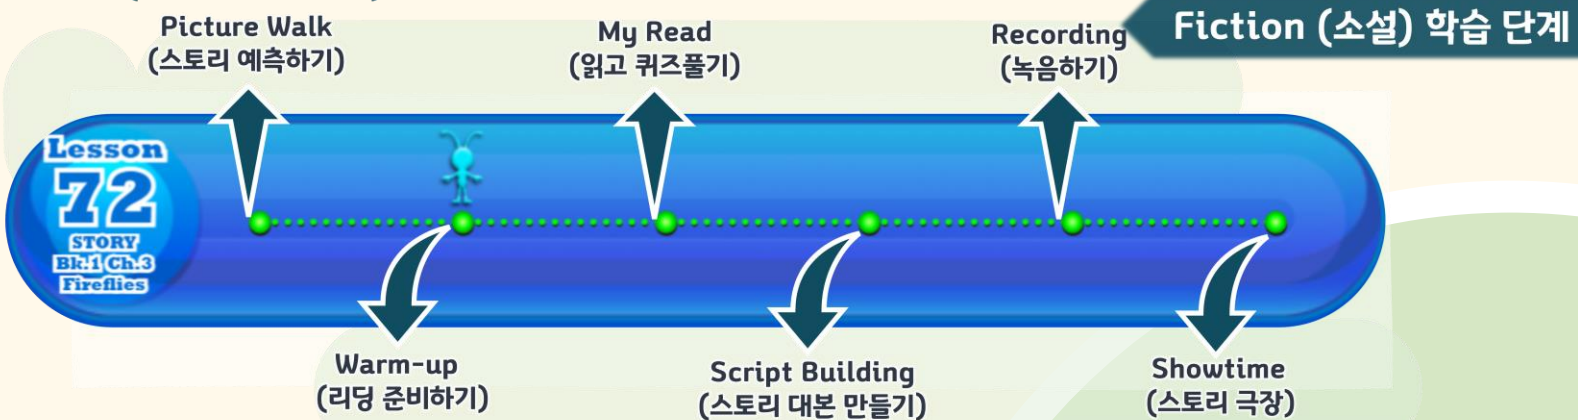 Fiction (소설) 학습 단계
Picture Walk
(스토리 예측하기)
My Read
(읽고 퀴즈풀기)
Recording
(녹음하기)
Lesson
72
STORY
Bk.1 Ch.3
Fireflies
Warm-up
(리딩 준비하기)
Script Building
(스토리 대본 만들기)
Showtime
(스토리 극장)